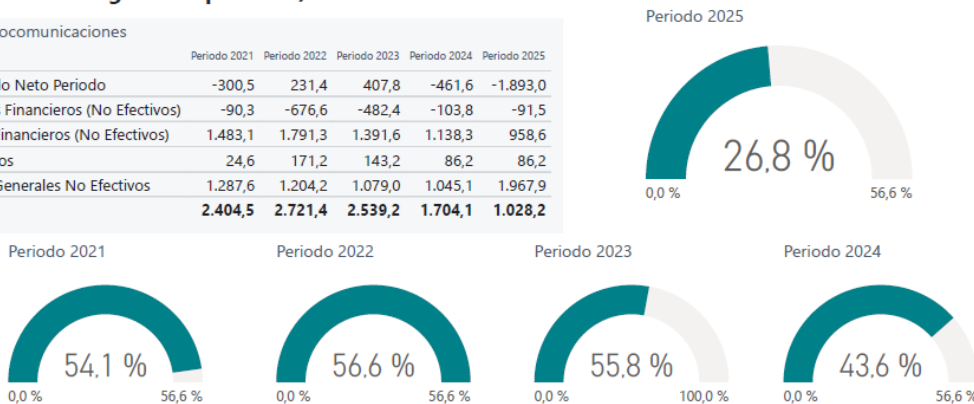 Periodo 2025
ocomunicaciones
Periodo 2021 Periodo 2022 Periodo 2023 Periodo 2024 Periodo 2025
o Neto Periodo -300,5 231,4 407,8 -461,6 -1.893,0
Financieros (No Efectivos) -90,3 -676,6 -482,4 -103,8 -91,5
inancieros (No Efectivos) 1.483,1 1.791,3 1.391,6 1.138,3 958,6
os 24,6 171,2 143,2 86,2 86,2
Generales No Efectivos 1.287,6 1.204,2 1.079,0 1.045,1 1.967,9
2.404,5 2.721,4 2.539,2 1.704,1 1.028,2
26,8 %
0,0 % 56,6 %
Periodo 2021 Periodo 2022 Periodo 2023 Periodo 2024
54,1 % 56,6 % 55,8 % 43,6 %
0,0 % 56,6 % 0,0 % 56,6 % 0,0 % 100,0 % 0,0 % 56,6 %